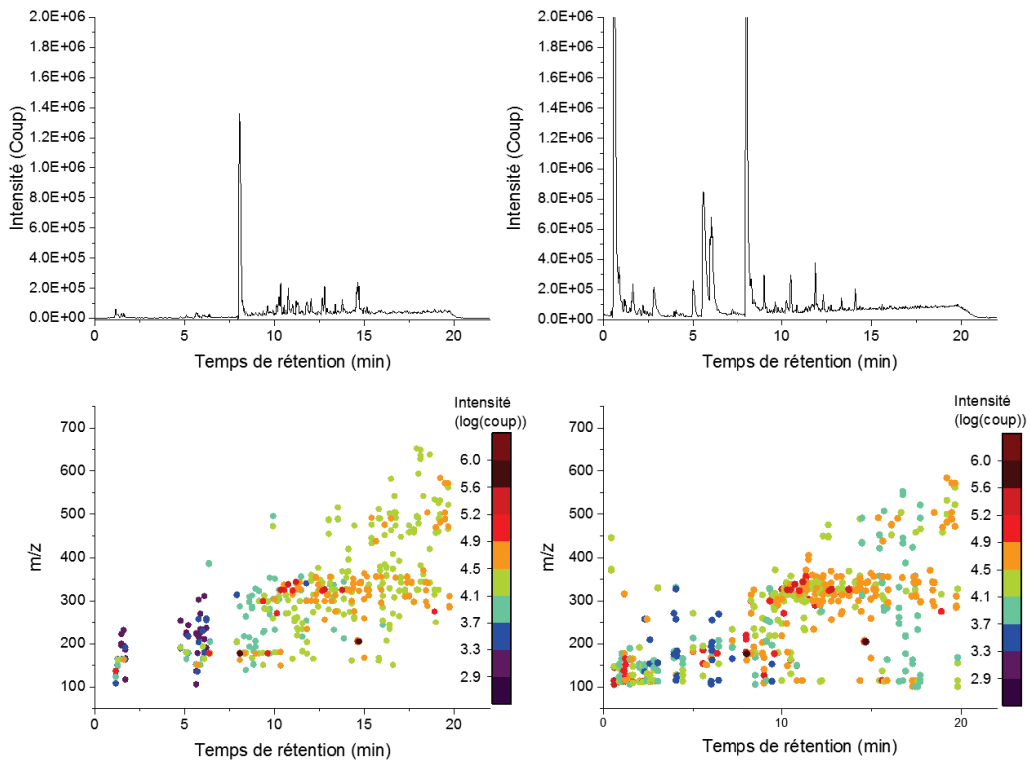 2.0E+06
1.8E+06
1.6E+06
1.4E+06
1.2E+06
1.0E+06
8.0E+05
6.0E+05
4.0E+05
2.0E+05
0.0E+00
Intensité (Coup)
0 5 10 15 20
Temps de rétention (min)
2.0E+06
1.8E+06
1.6E+06
1.4E+06
1.2E+06
1.0E+06
8.0E+05
6.0E+05
4.0E+05
2.0E+05
0.0E+00
Intensité (Coup)
0 5 10 15 20
Temps de rétention (min)
700
600
500
400
300
200
100
m/z
0 5 10 15 20
Temps de rétention (min)
Intensité
(log(coup))
6.0
5.6
5.2
4.9
4.5
4.1
3.7
3.3
2.9
700
600
500
400
300
200
100
m/z
0 5 10 15 20
Temps de rétention (min)
Intensité
(log(coup))
6.0
5.6
5.2
4.9
4.5
4.1
3.7
3.3
2.9